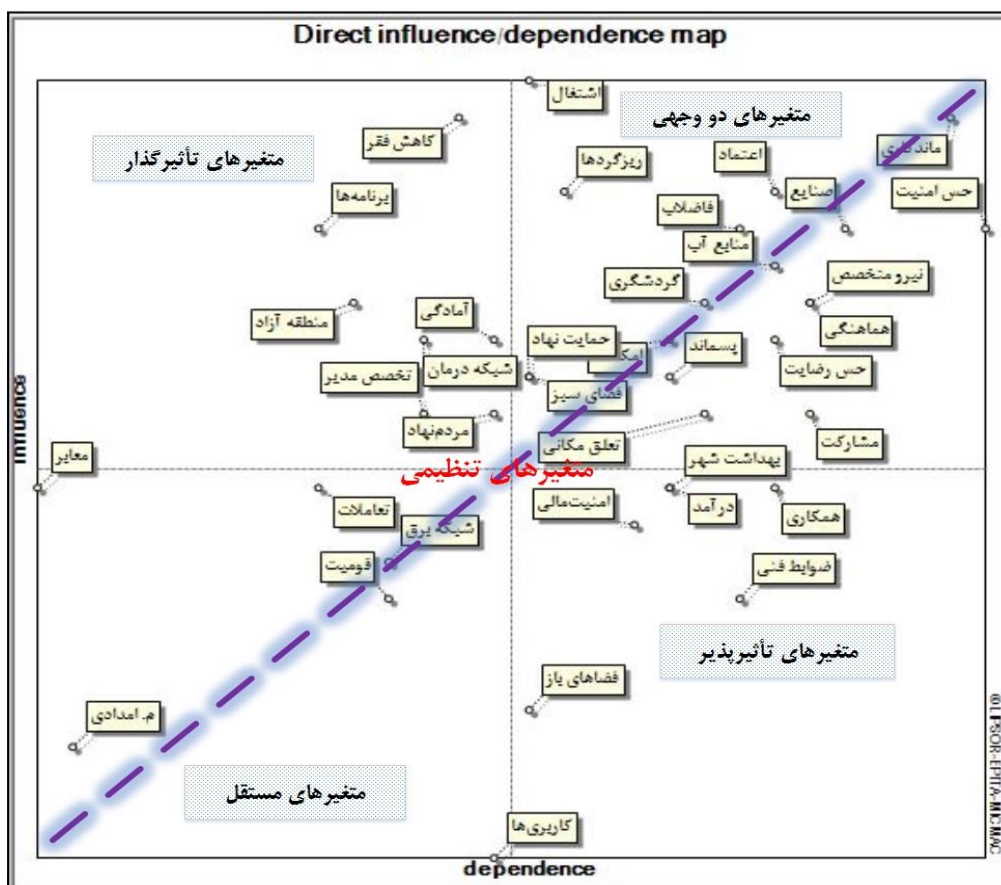 Direct influence/dependence map
اشتغال
متغیرهای دو وجهی
کاهش فقر
متغیرهای تأثیرگذار
ریزگردها
اعتماد
ماندگاری
برنامه‌ها
صنایع
حس امنیت
فاضلاب
منابع آب
گردشگری
نیرو متخصص
منطقه آزاد
آمادگی
حمایت نهاد
پسماند
هماهنگی
تخصص مدیر
شبکه درمان
فضای سبز
حس رضایت
مردم‌نهاد
تعلق مکانی
مشارکت
influence
معابر
متغیرهای تنظیمی
بهداشت شهر
تعاملات
امنیت‌مالی
درآمد
همکاری
شبکه برق
قومیت
ضوابط فنی
متغیرهای تأثیرپذیر
فضاهای باز
م. امدادی
متغیرهای مستقل
کاربری‌ها
dependence
©LIPSOR-EPITA-MICMAC